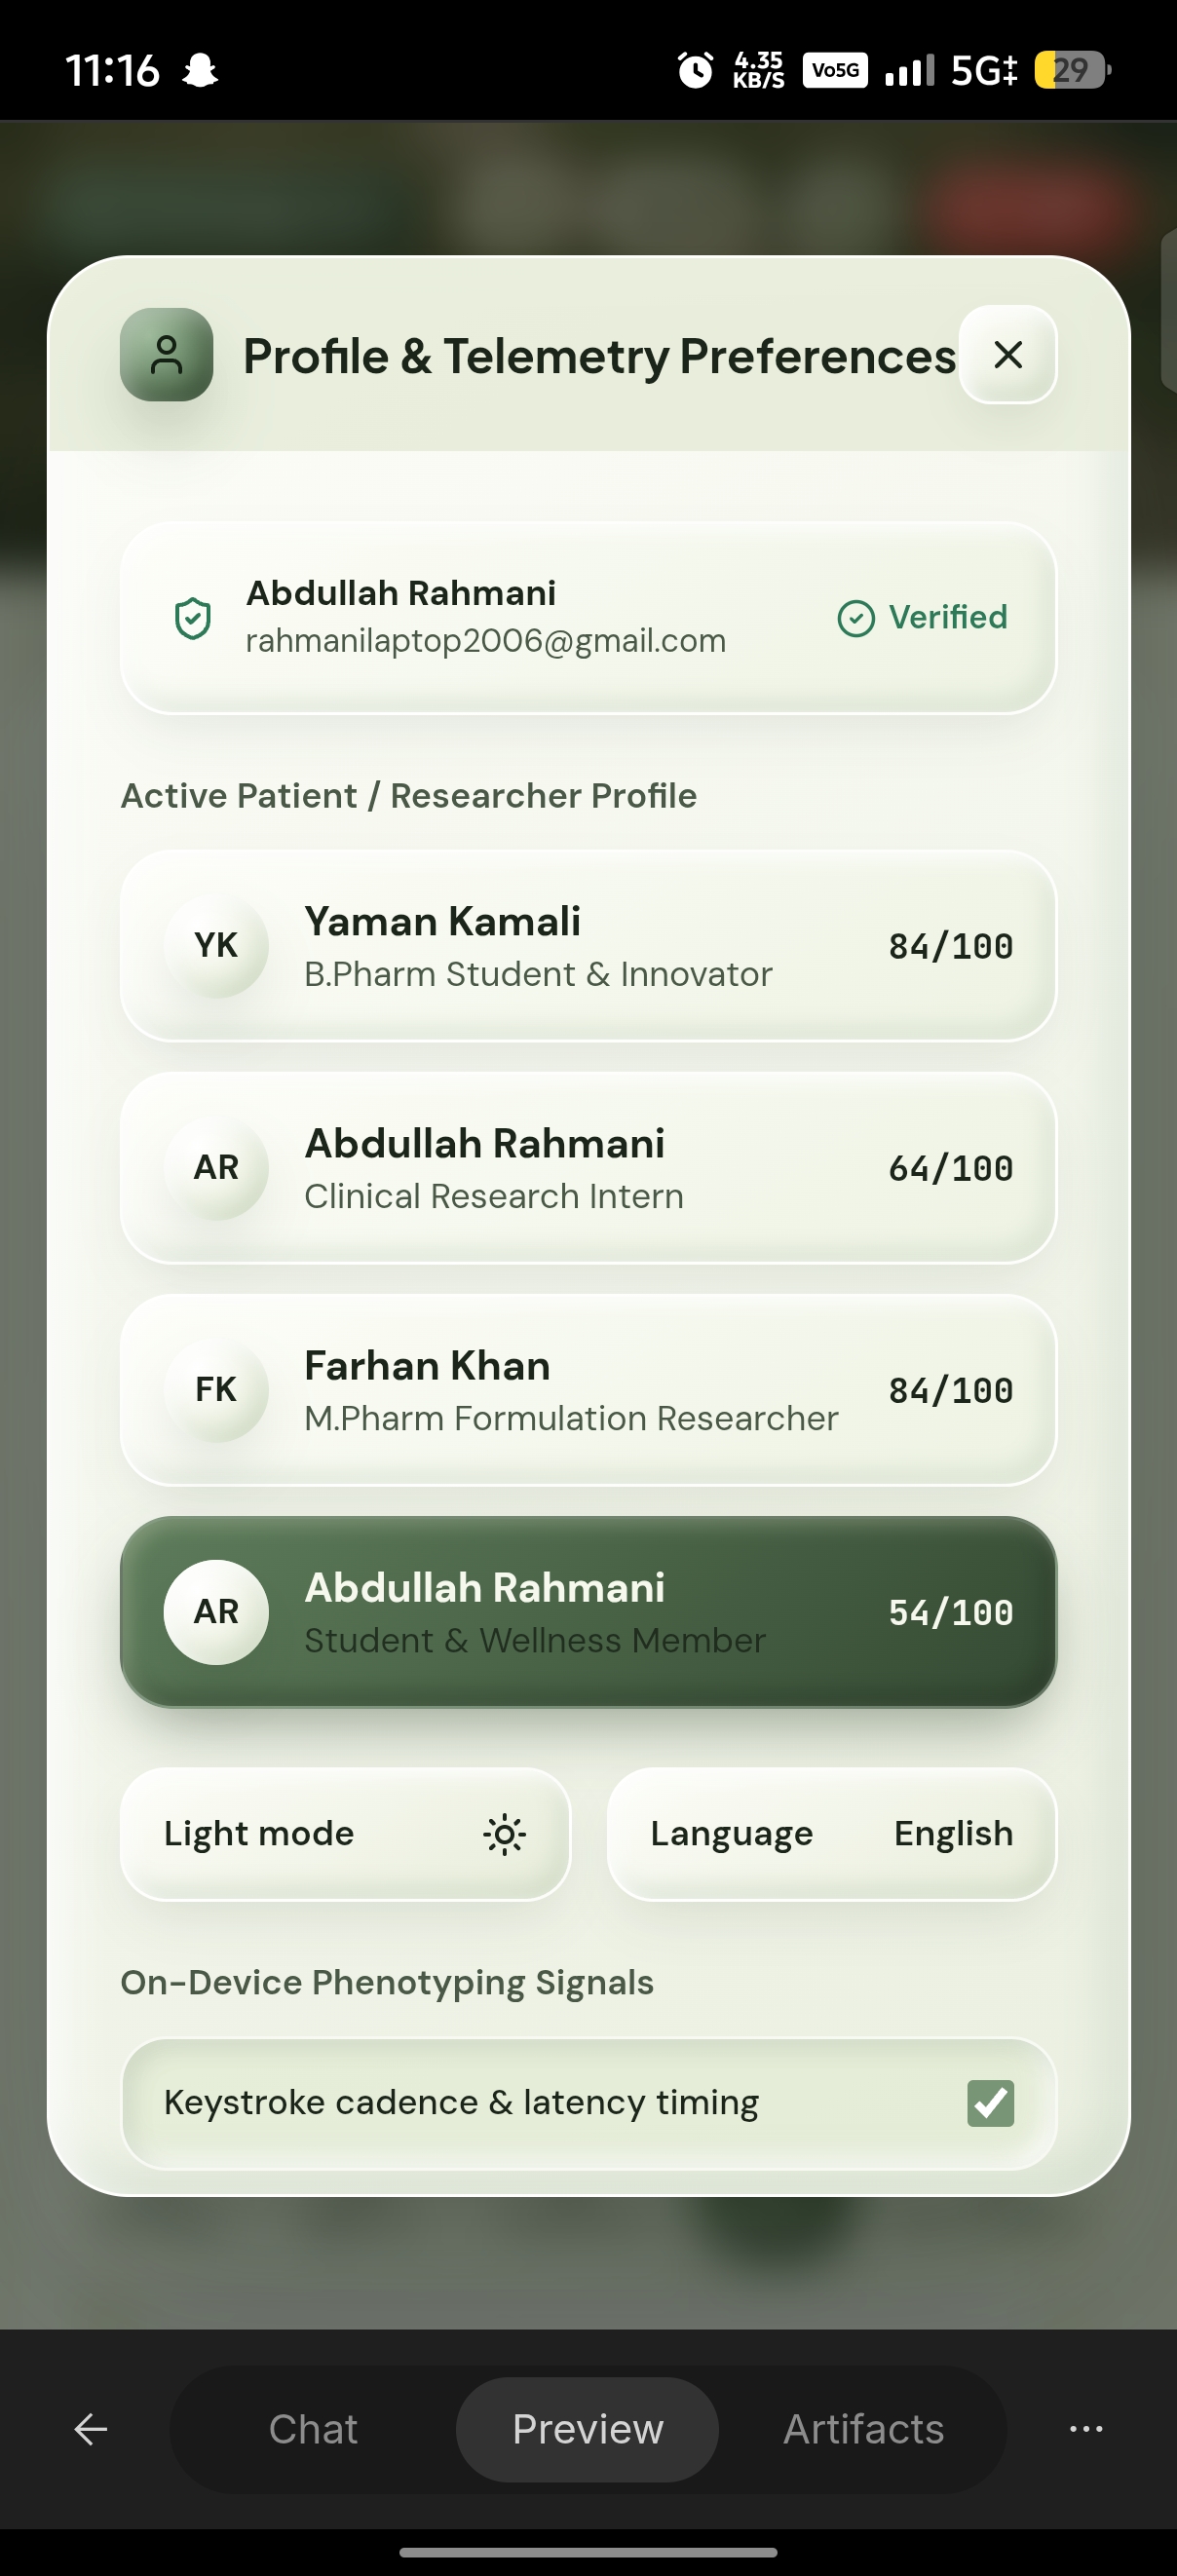 11:16
4.35
KB/S
Vo5G
5G‡
29
Profile & Telemetry Preferences
Abdullah Rahmani
rahmanilaptop2006@gmail.com
Verified
Active Patient / Researcher Profile
YK
Yaman Kamali
B.Pharm Student & Innovator
84/100
AR
Abdullah Rahmani
Clinical Research Intern
64/100
FK
Farhan Khan
M.Pharm Formulation Researcher
84/100
AR
Abdullah Rahmani
Student & Wellness Member
54/100
Light mode
Language English
On-Device Phenotyping Signals
Keystroke cadence & latency timing
Chat Preview Artifacts